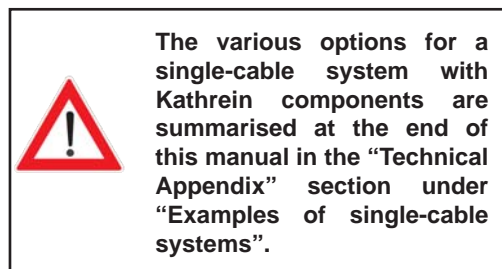 The various options for a
single-cable system with
Kathrein components are
summarised at the end of
this manual in the “Technical
Appendix” section under
“Examples of single-cable
systems”.